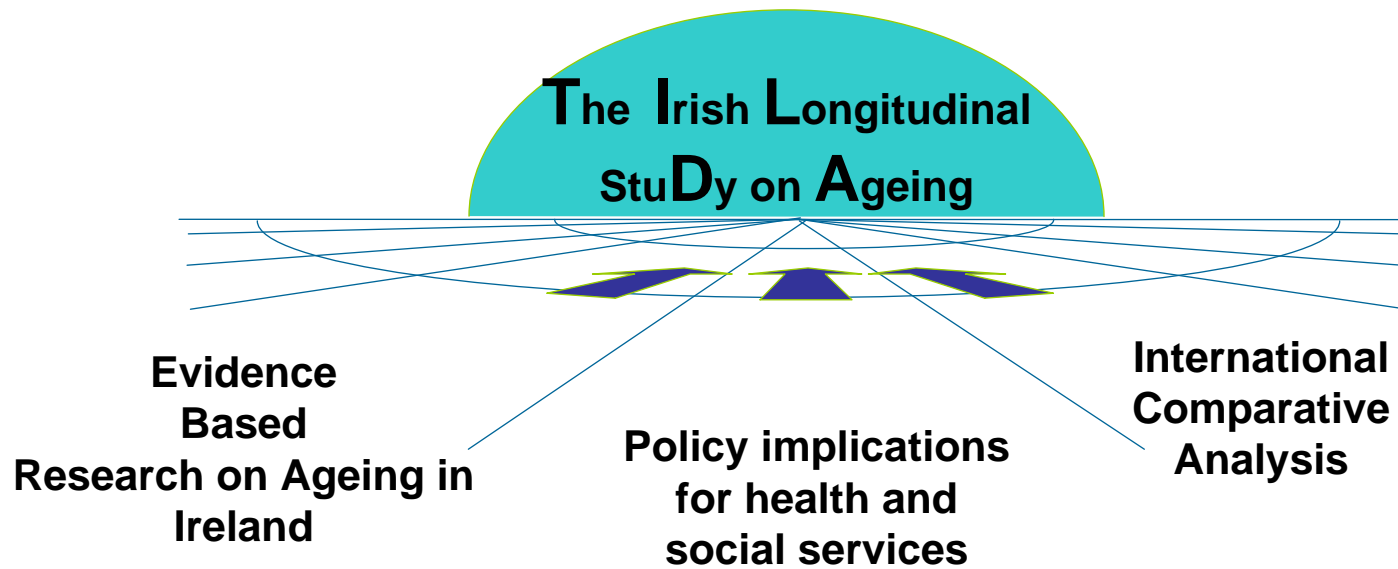 The Irish Longitudinal
StuDy on Ageing
Evidence
Based
Research on Ageing in
Ireland
Policy implications
for health and
social services
International
Comparative
Analysis